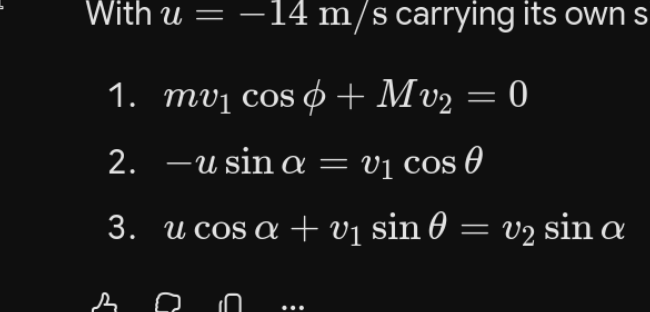 With u = −14 m/s carrying its own s
1. mv₁ cos ϕ + Mv₂ = 0
2. −u sin α = v₁ cos θ
3. u cos α + v₁ sin θ = v₂ sin α